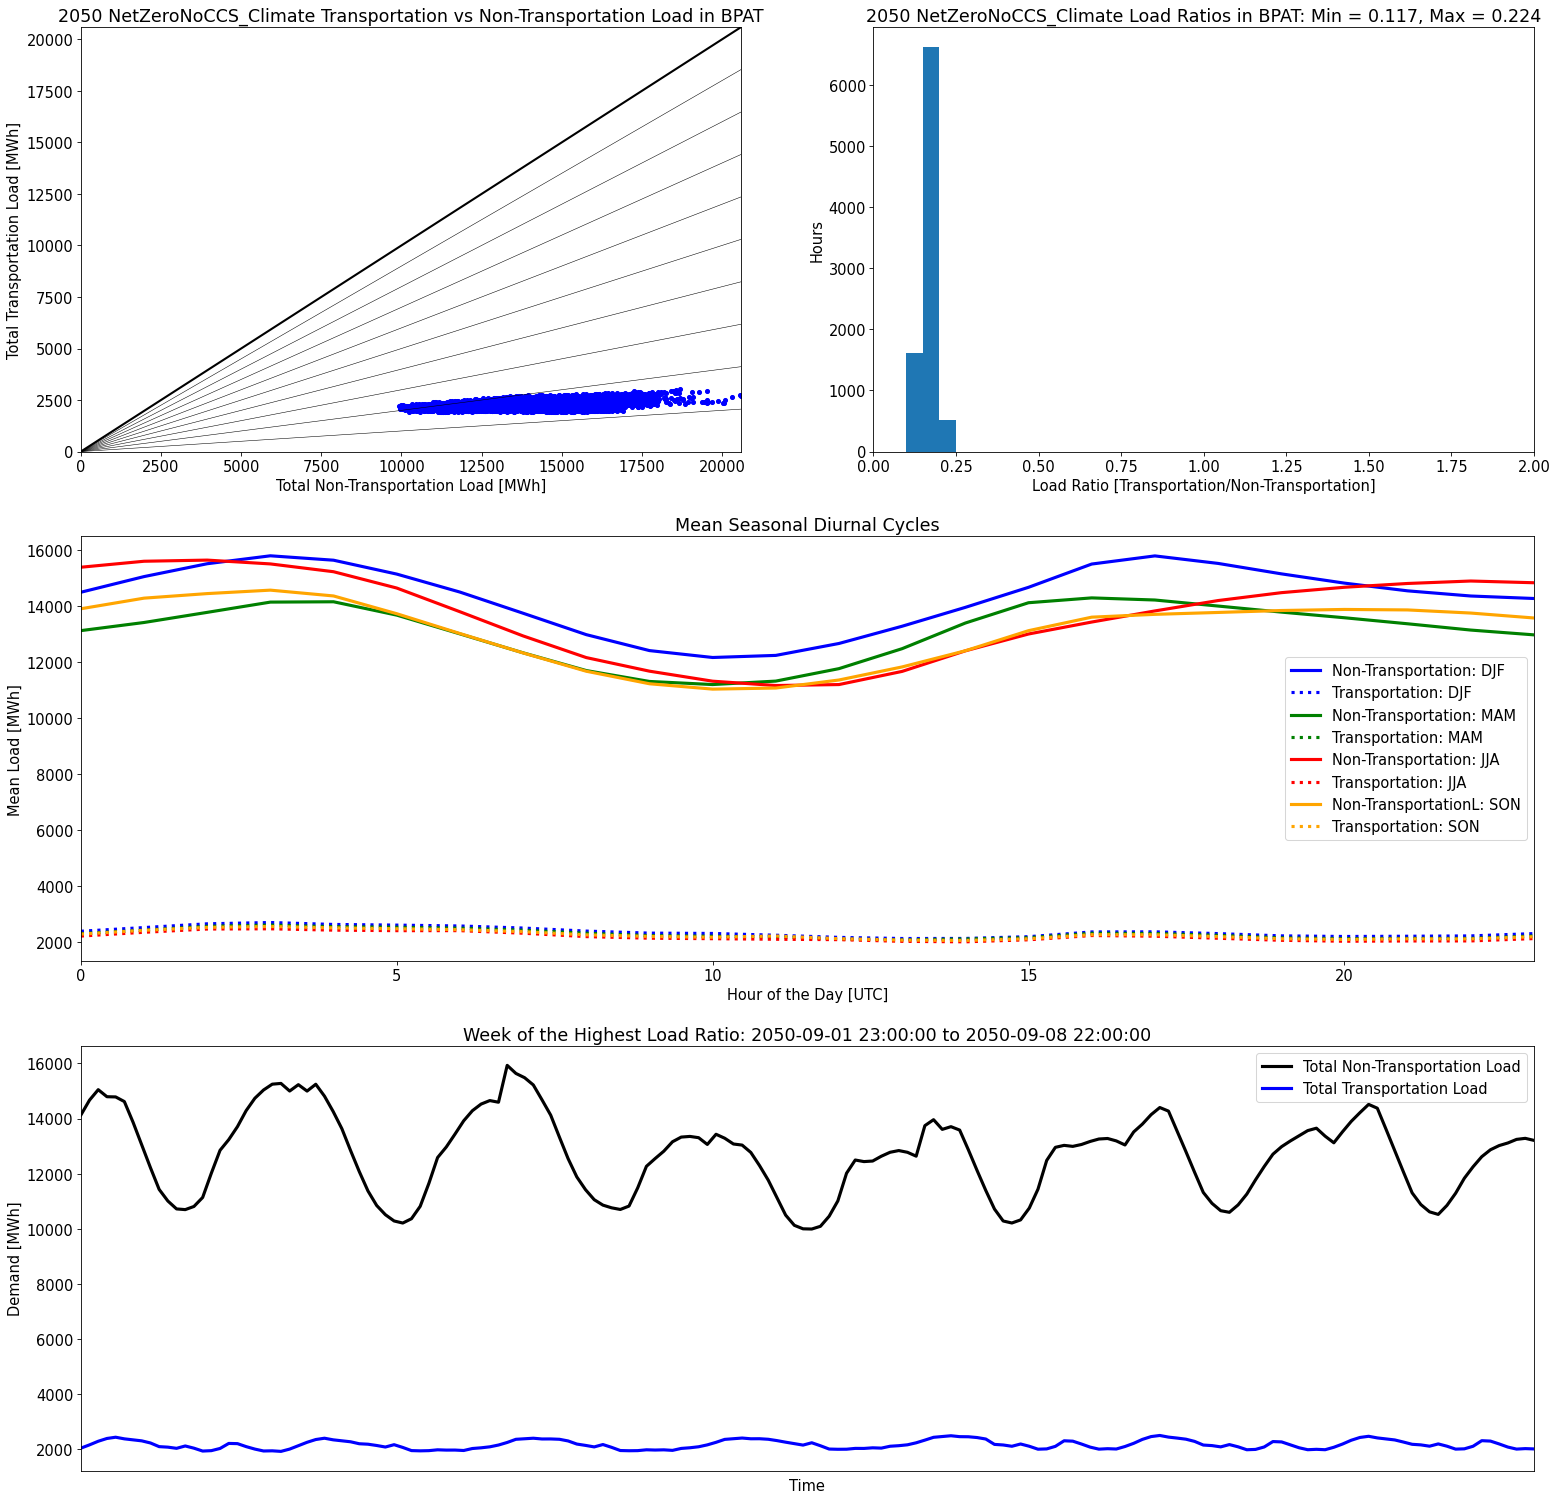 2050 NetZeroNoCCS_Climate Transportation vs Non-Transportation Load in BPAT
20000
17500
15000
12500
10000
7500
5000
2500
0
Total Transportation Load [MWh]
0 2500 5000 7500 10000 12500 15000 17500 20000
Total Non-Transportation Load [MWh]
2050 NetZeroNoCCS_Climate Load Ratios in BPAT: Min = 0.117, Max = 0.224
6000
5000
4000
3000
2000
1000
0
Hours
0.00 0.25 0.50 0.75 1.00 1.25 1.50 1.75 2.00
Load Ratio [Transportation/Non-Transportation]
Mean Seasonal Diurnal Cycles
16000
14000
12000
10000
8000
6000
4000
2000
Mean Load [MWh]
Non-Transportation: DJF
Transportation: DJF
Non-Transportation: MAM
Transportation: MAM
Non-Transportation: JJA
Transportation: JJA
Non-TransportationL: SON
Transportation: SON
0 5 10 15 20
Hour of the Day [UTC]
Week of the Highest Load Ratio: 2050-09-01 23:00:00 to 2050-09-08 22:00:00
16000
14000
12000
10000
8000
6000
4000
2000
Demand [MWh]
Total Non-Transportation Load
Total Transportation Load
Time